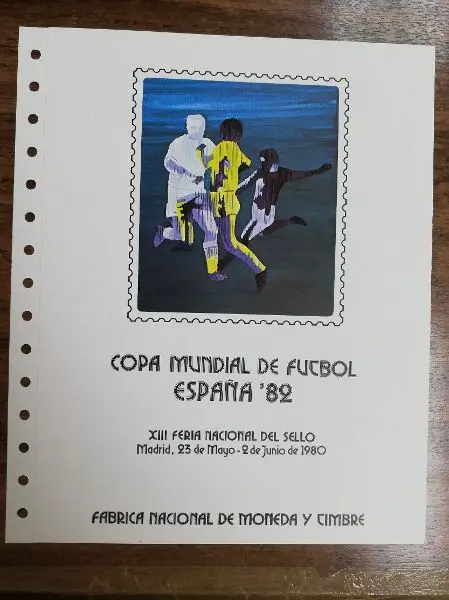 COPA MUNDIAL DE FUTBOL
ESPAÑA '82
XIII FERIA NACIONAL DEL SELLO
Madrid, 23 de Mayo - 2 de Junio de 1980
FABRICA NACIONAL DE MONEDA Y TIMBRE